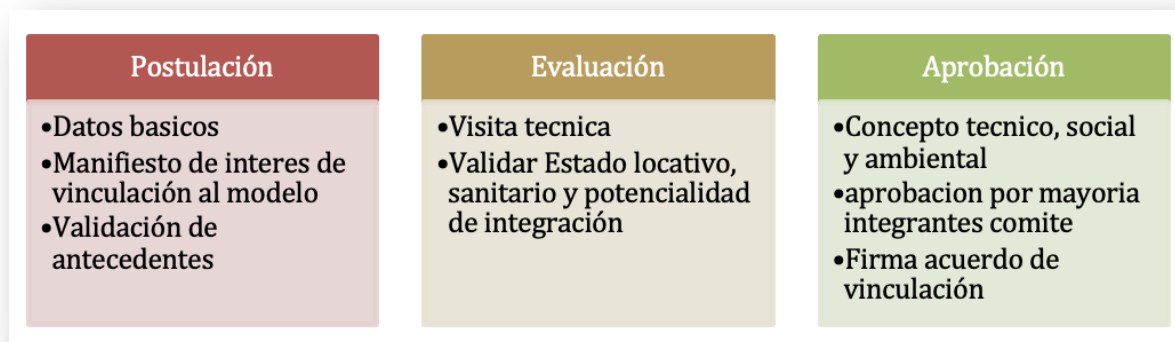 Postulación
•Datos basicos
•Manifiesto de interes de
vinculación al modelo
•Validación de
antecedentes
Evaluación
•Visita tecnica
•Validar Estado locativo,
sanitario y potencialidad
de integración
Aprobación
•Concepto tecnico, social
y ambiental
•aprobacion por mayoria
integrantes comite
•Firma acuerdo de
vinculación